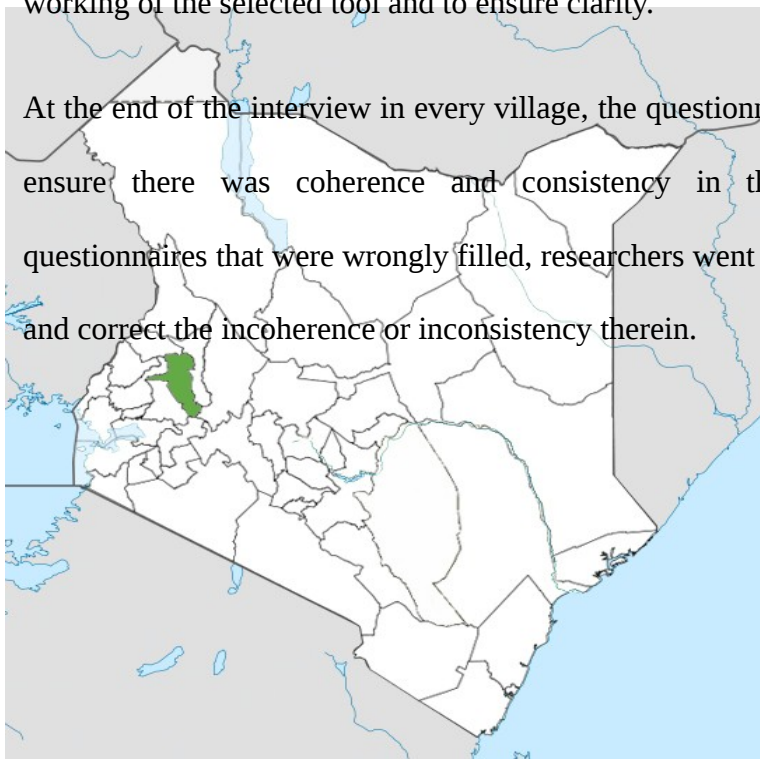 working of the selected tool and to ensure clarity.
At the end of the interview in every village, the
ensure there was coherence and consistency in
questionnaires that were wrongly filled, researchers went
and correct the incoherence or inconsistency therein.